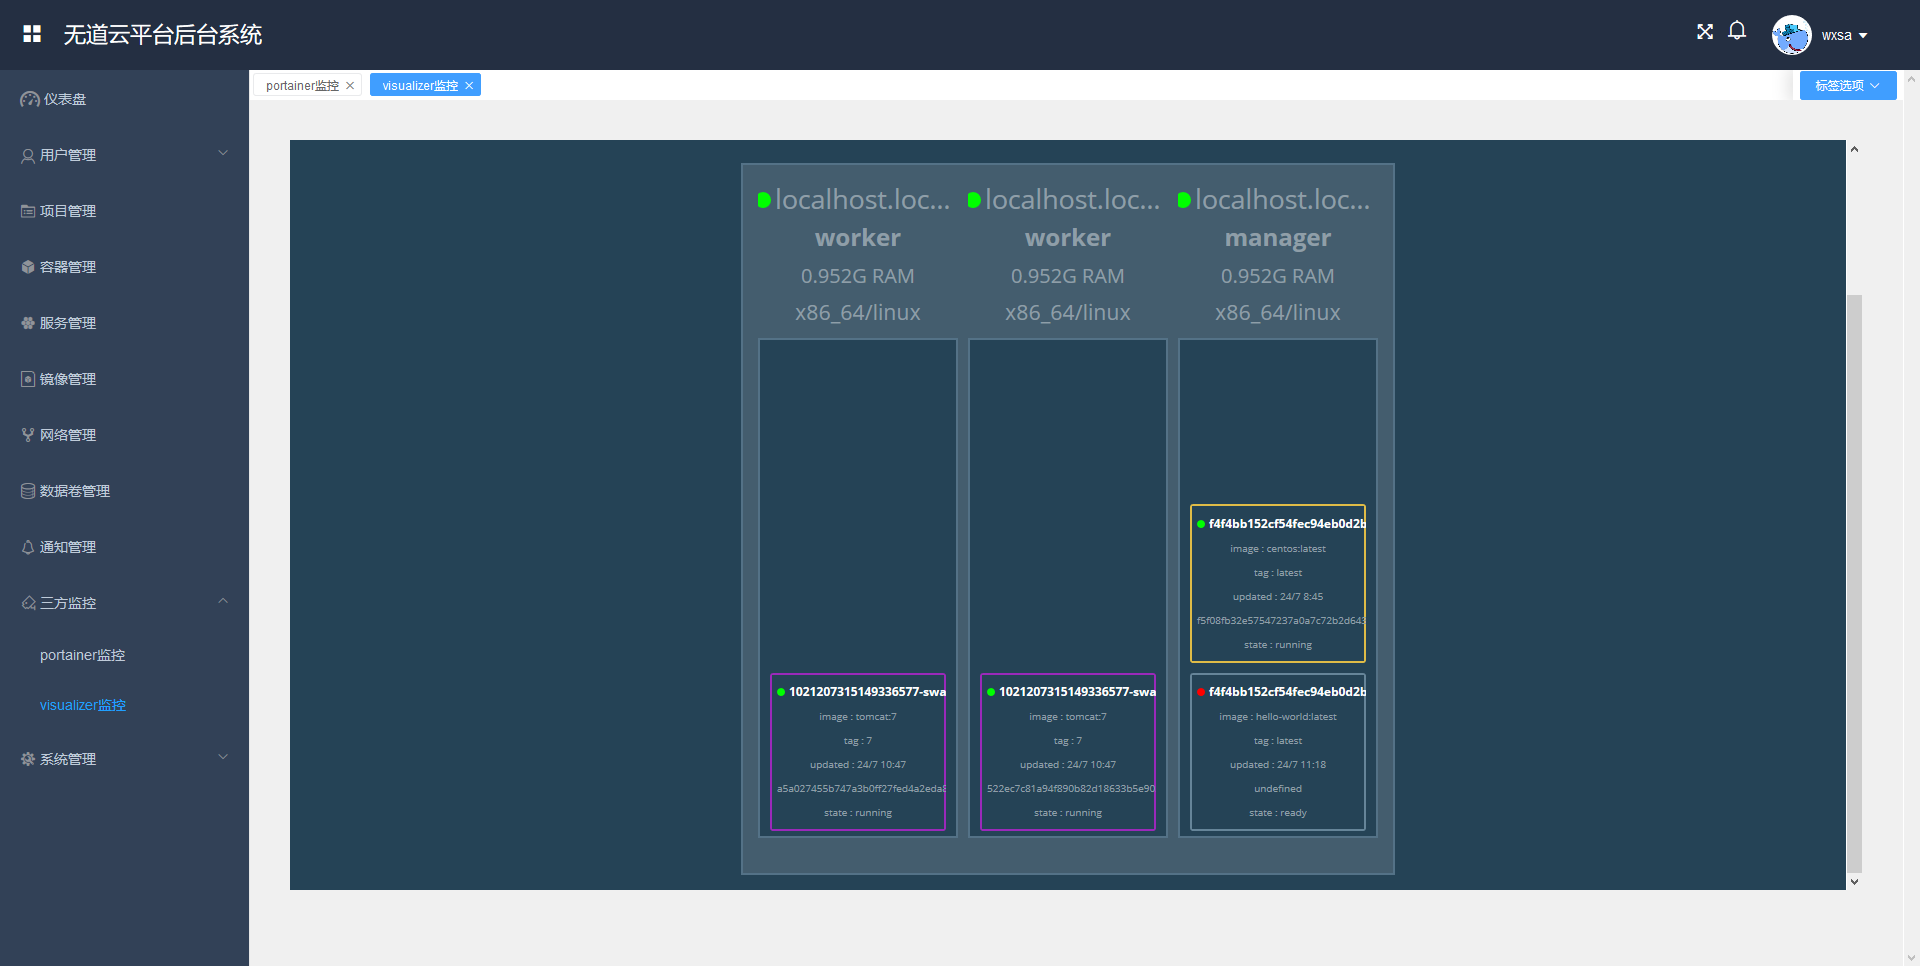 无道云平台后台系统
wxsa
仪表盘
用户管理
项目管理
容器管理
服务管理
镜像管理
网络管理
数据卷管理
通知管理
三方监控
portainer监控
visualizer监控
系统管理
portainer监控
visualizer监控
标签选项
localhost.loc...
worker
0.952G RAM
x86_64/linux
1021207315149336577-swa
image : tomcat:7
tag : 7
updated : 24/7 10:47
a5a027455b747a3b0ff27fed4a2eda8
state : running
localhost.loc...
worker
0.952G RAM
x86_64/linux
1021207315149336577-swa
image : tomcat:7
tag : 7
updated : 24/7 10:47
522ec7c81a94f890b82d18633b5e90
state : running
localhost.loc...
manager
0.952G RAM
x86_64/linux
f4f4bb152cf54fec94eb0d2b
image : centos:latest
tag : latest
updated : 24/7 8:45
f5f08fb32e57547237a0a7c72b2d643
state : running
f4f4bb152cf54fec94eb0d2b
image : hello-world:latest
tag : latest
updated : 24/7 11:18
undefined
state : ready